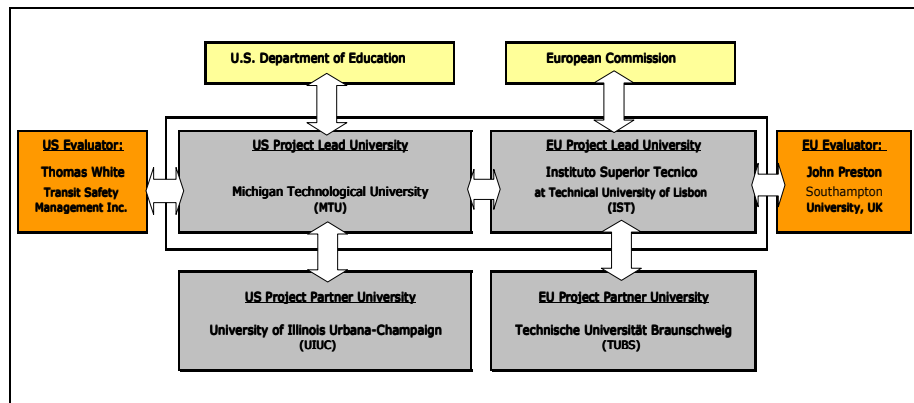 U.S. Department of Education
European Commission
US Evaluator:
Thomas White
Transit Safety
Management Inc.
US Project Lead University
Michigan Technological University
(MTU)
EU Project Lead University
Instituto Superior Tecnico
at Technical University of Lisbon
(IST)
EU Evaluator:
John Preston
Southampton
University, UK
US Project Partner University
University of Illinois Urbana-Champaign
(UIUC)
EU Project Partner University
Technische Universität Braunschweig
(TUBS)